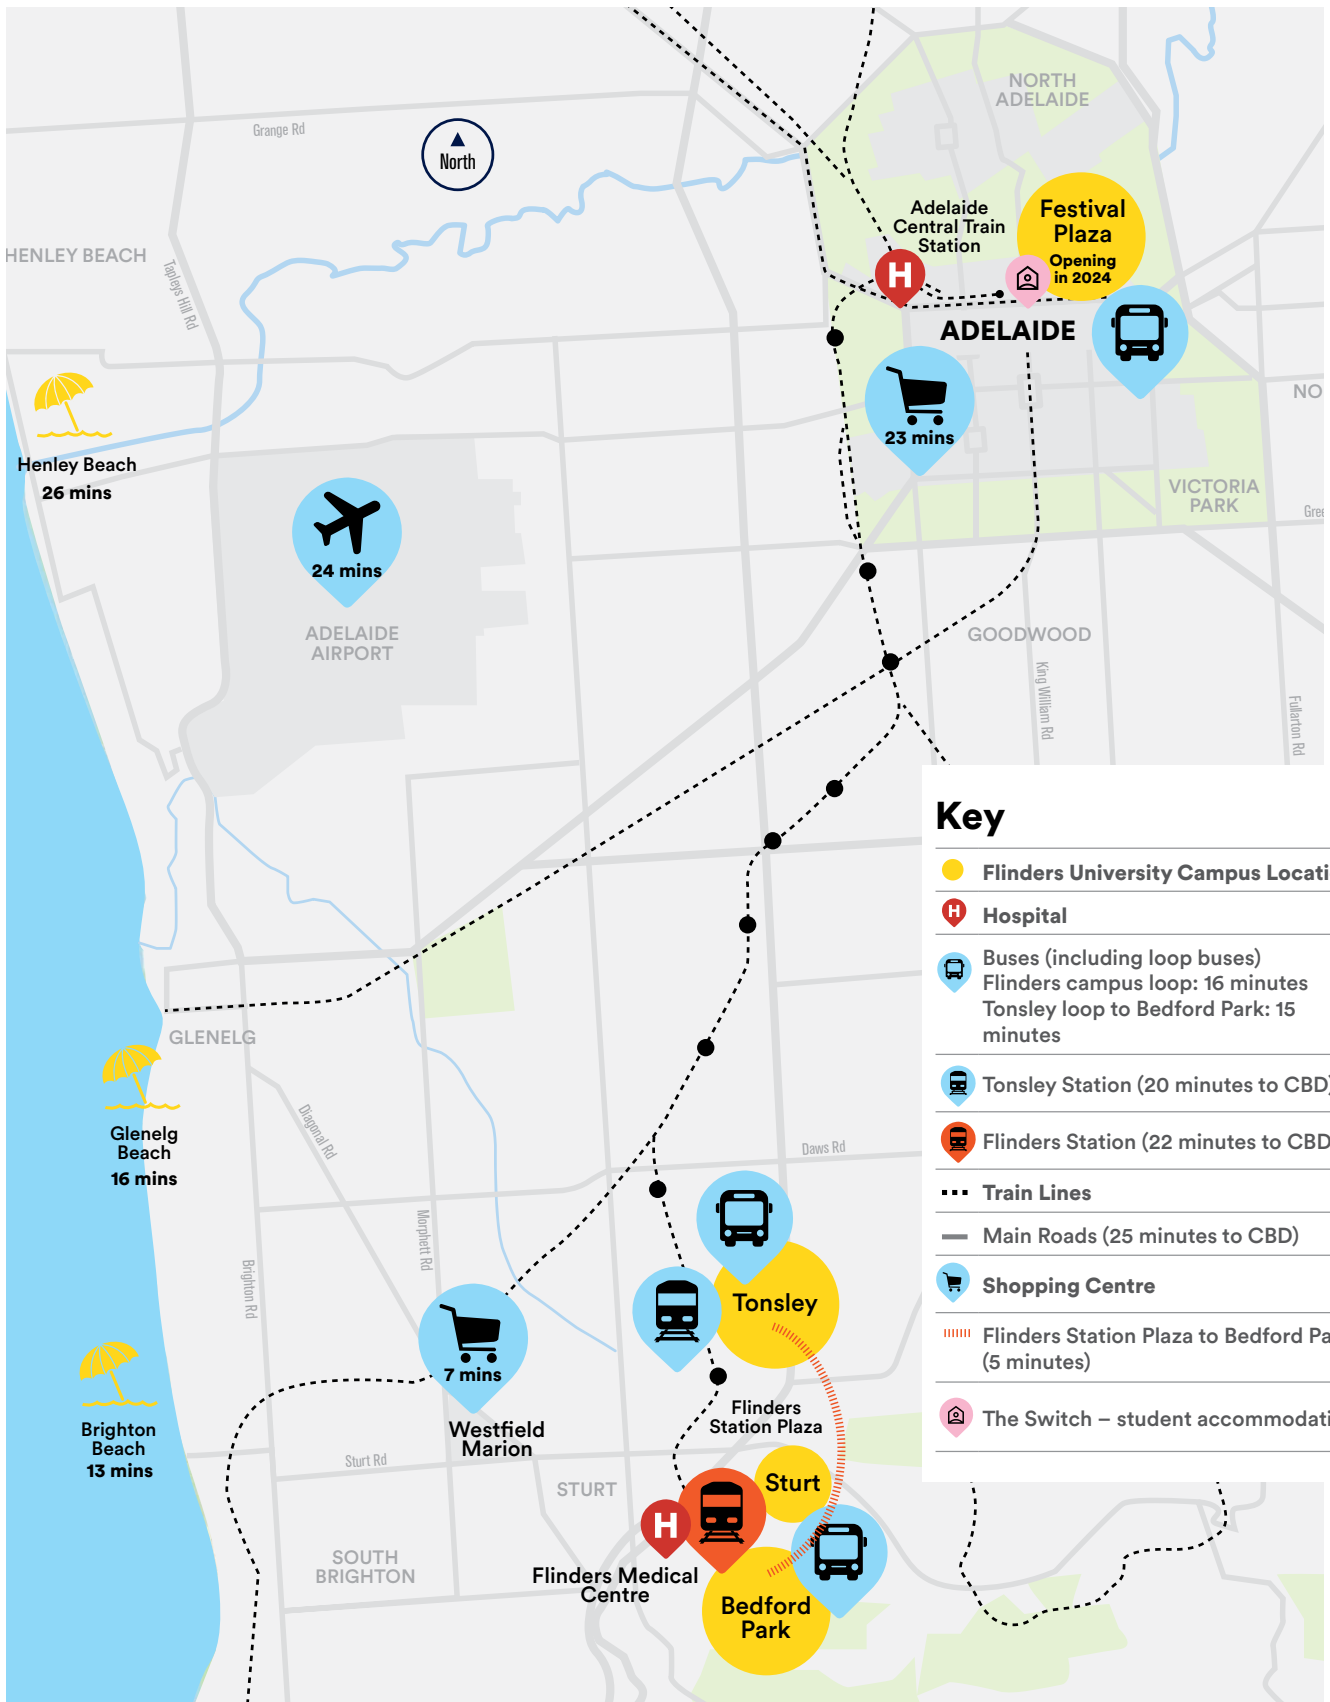 NORTH
ADELAIDE
Grange Rd
North
Adelaide
Central Train
Station
Festival
Plaza
Opening
in 2024
HENLEY BEACH
Tapleys Hill Rd
H
ADELAIDE
NO
23 mins
Henley Beach
26 mins
VICTORIA
PARK
Gree
24 mins
ADELAIDE
AIRPORT
GOODWOOD
King William Rd
Fullarton Rd
Key
Flinders University Campus Locati
H
Hospital
Buses (including loop buses)
Flinders campus loop: 16 minutes
Tonsley loop to Bedford Park: 15
minutes
Tonsley Station (20 minutes to CBD)
Flinders Station (22 minutes to CBD
Train Lines
Main Roads (25 minutes to CBD)
Shopping Centre
Flinders Station Plaza to Bedford Pa
(5 minutes)
The Switch – student accommodati
GLENELG
Glenelg
Beach
16 mins
Diagonal Rd
Daws Rd
Morphett Rd
Brighton Rd
Tonsley
7 mins
Westfield
Marion
Flinders
Station Plaza
Brighton
Beach
13 mins
Sturt Rd
STURT
Sturt
H
Flinders Medical
Centre
SOUTH
BRIGHTON
Bedford
Park